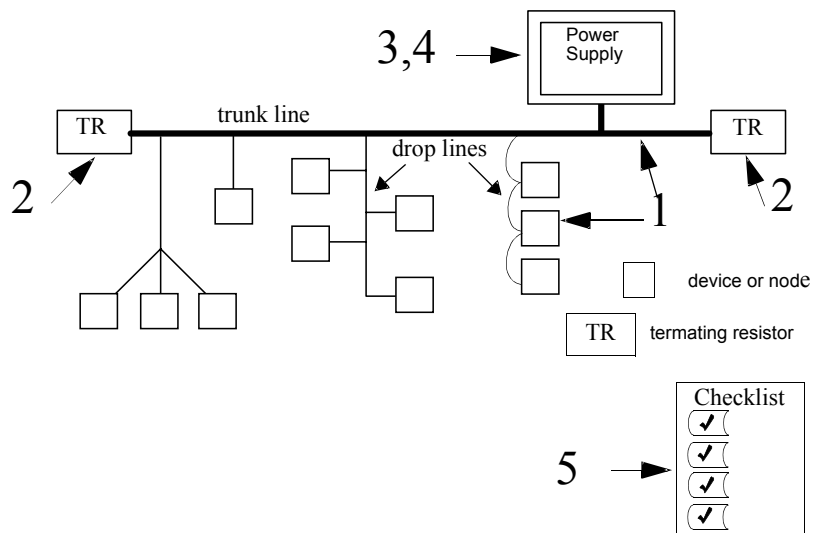 3,4
Power
Supply
TR
trunk line
TR
drop lines
2
1
2
device or node
TR
termating resistor
Checklist
5